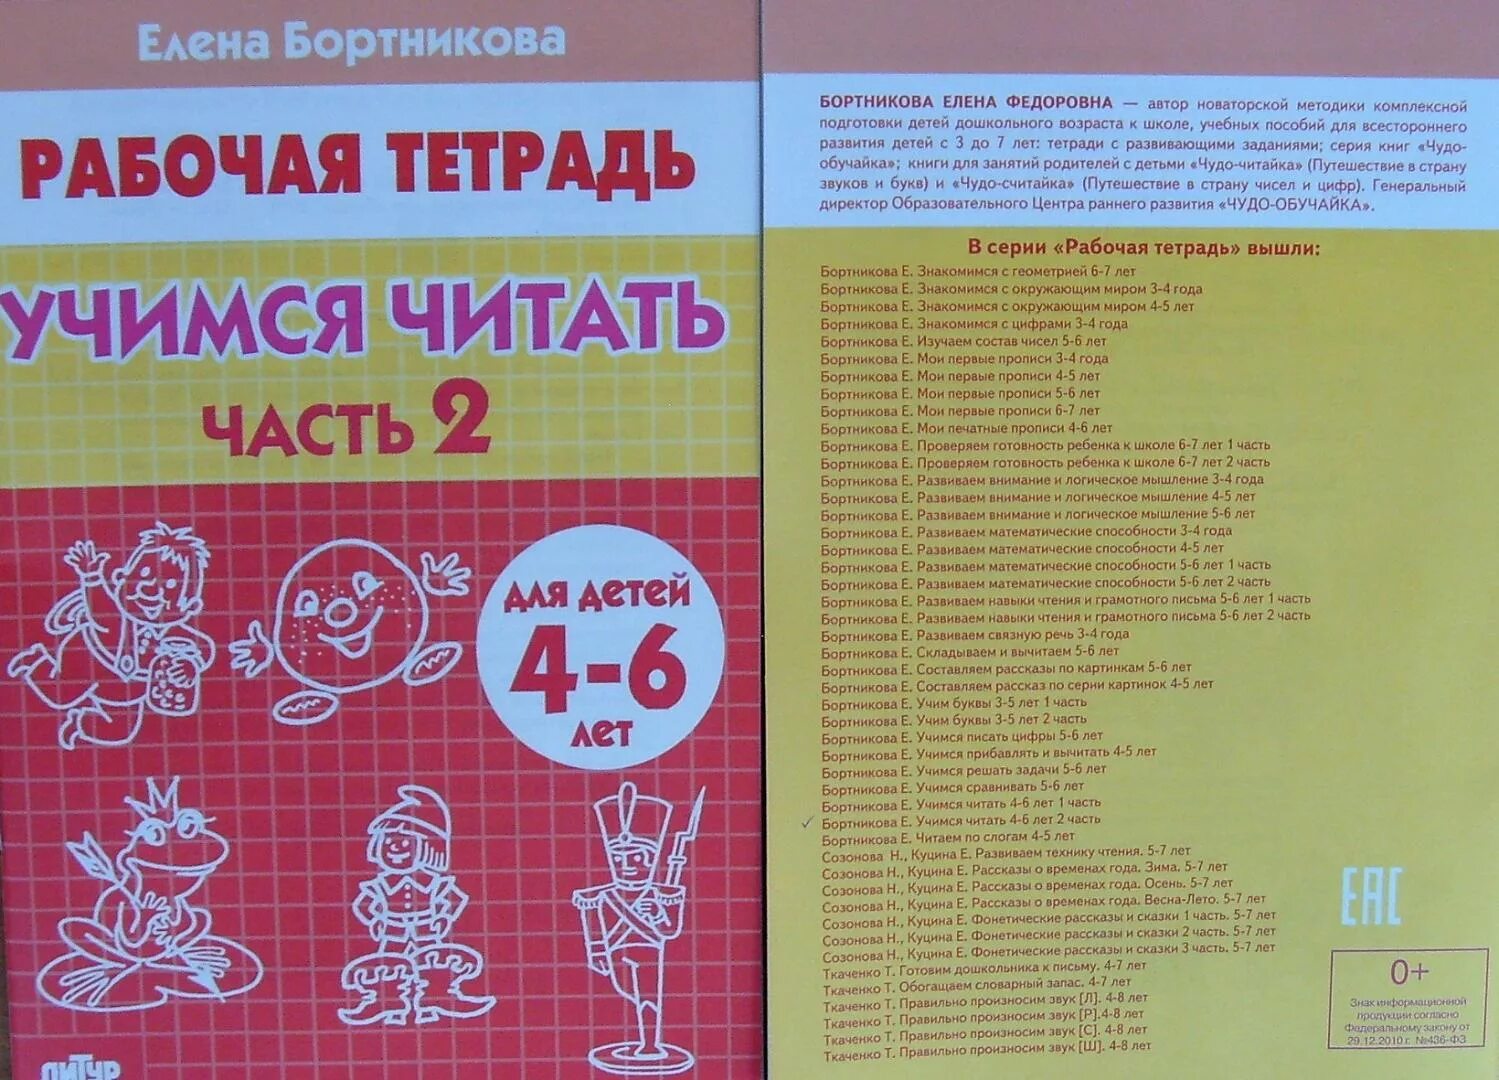 Елена Бортникова
РАБОЧАЯ ТЕТРАДЬ
УЧИМСЯ ЧИТАТЬ
ЧАСТЬ 2
для детей
4-6
лет
ЛИТУР
БОРТНИКОВА ЕЛЕНА ФЕДОРОВНА — автор новаторской методики комплексной
подготовки детей дошкольного возраста к школе, учебных пособий для всестороннего
развития детей с 3 до 7 лет: тетради с развивающими заданиями; серия книг «Чудо-
обучайка»; книги для занятий родителей с детьми «Чудо-читайка» (Путешествие в страну
звуков и букв) и «Чудо-считайка» (Путешествие в страну чисел и цифр). Генеральный
директор Образовательного Центра раннего развития «ЧУДО-ОБУЧАЙКА».
В серии «Рабочая тетрадь» вышли:
Бортникова Е. Знакомимся с геометрией 6-7 лет
Бортникова Е. Знакомимся с окружающим миром 3-4 года
Бортникова Е. Знакомимся с окружающим миром 4-5 лет
Бортникова Е. Знакомимся с цифрами 3-4 года
Бортникова Е. Изучаем состав чисел 5-6 лет
Бортникова Е. Мои первые прописи 3-4 года
Бортникова Е. Мои первые прописи 4-5 лет
Бортникова Е. Мои первые прописи 5-6 лет
Бортникова Е. Мои первые прописи 6-7 лет
Бортникова Е. Мои печатные прописи 4-6 лет
Бортникова Е. Проверяем готовность ребенка к школе 6-7 лет 1 часть
Бортникова Е. Проверяем готовность ребенка к школе 6-7 лет 2 часть
Бортникова Е. Развиваем внимание и логическое мышление 3-4 года
Бортникова Е. Развиваем внимание и логическое мышление 4-5 лет
Бортникова Е. Развиваем внимание и логическое мышление 5-6 лет
Бортникова Е. Развиваем математические способности 3-4 года
Бортникова Е. Развиваем математические способности 4-5 лет
Бортникова Е. Развиваем математические способности 5-6 лет 1 часть
Бортникова Е. Развиваем математические способности 5-6 лет 2 часть
Бортникова Е. Развиваем навыки чтения и грамотного письма 5-6 лет 1 часть
Бортникова Е. Развиваем навыки чтения и грамотного письма 5-6 лет 2 часть
Бортникова Е. Развиваем связную речь 3-4 года
Бортникова Е. Складываем и вычитаем 5-6 лет
Бортникова Е. Составляем рассказы по картинкам 5-6 лет
Бортникова Е. Составляем рассказ по серии картинок 4-5 лет
Бортникова Е. Учим буквы 3-5 лет 1 часть
Бортникова Е. Учим буквы 3-5 лет 2 часть
Бортникова Е. Учимся писать цифры 5-6 лет
Бортникова Е. Учимся прибавлять и вычитать 4-5 лет
Бортникова Е. Учимся решать задачи 5-6 лет
Бортникова Е. Учимся сравнивать 5-6 лет
Бортникова Е. Учимся читать 4-6 лет 1 часть
✓ Бортникова Е. Учимся читать 4-6 лет 2 часть
Бортникова Е. Читаем по слогам 4-5 лет
Созонова Н., Куцина Е. Развиваем технику чтения. 5-7 лет
Созонова Н., Куцина Е. Рассказы о временах года. Зима. 5-7 лет
Созонова Н., Куцина Е. Рассказы о временах года. Осень. 5-7 лет
Созонова Н., Куцина Е. Рассказы о временах года. Весна-Лето. 5-7 лет
Созонова Н., Куцина Е. Фонетические рассказы и сказки 1 часть. 5-7 лет
Созонова Н., Куцина Е. Фонетические рассказы и сказки 2 часть. 5-7 лет
Созонова Н., Куцина Е. Фонетические рассказы и сказки 3 часть. 5-7 лет
Ткаченко Т. Готовим дошкольника к письму. 4-7 лет
Ткаченко Т. Обогащаем словарный запас. 4-7 лет
Ткаченко Т. Правильно произносим звук [Л]. 4-8 лет
Ткаченко Т. Правильно произносим звук [Р].4-8 лет
Ткаченко Т. Правильно произносим звук [С]. 4-8 лет
Ткаченко Т. Правильно произносим звук [Ш]. 4-8 лет
EAC
0+
Знак информационной
продукции согласно
Федеральному закону от
29.12.2010 г. №436-ФЗ